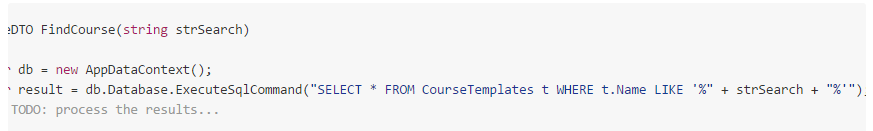 eDTO FindCourse(string strSearch)
r db = new AppDataContext();
r result = db.Database.ExecuteSqlCommand("SELECT * FROM CourseTemplates t WHERE t.Name LIKE '%" + strSearch + "%'");
TODO: process the results...